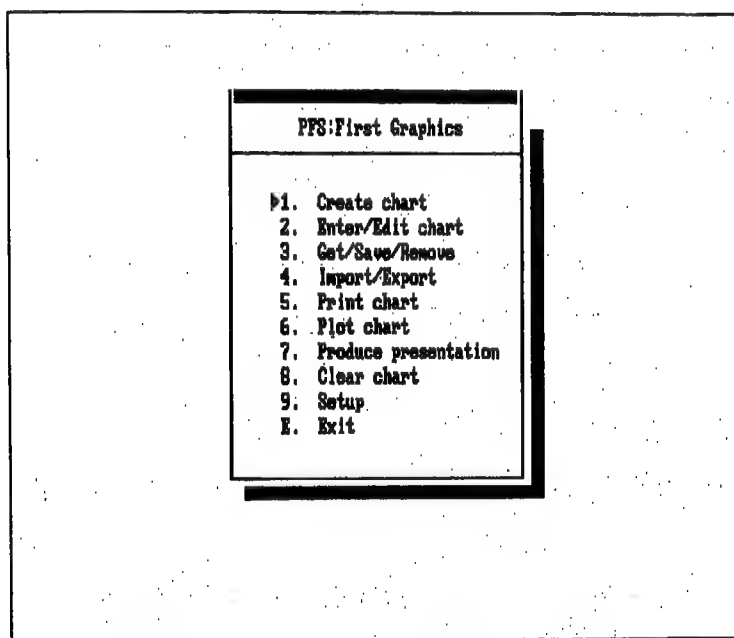 PFS:First Graphics
▶1. Create chart
2. Enter/Edit chart
3. Get/Save/Remove
4. Import/Export
5. Print chart
6. Plot chart
7. Produce presentation
8. Clear chart
9. Setup
E. Exit